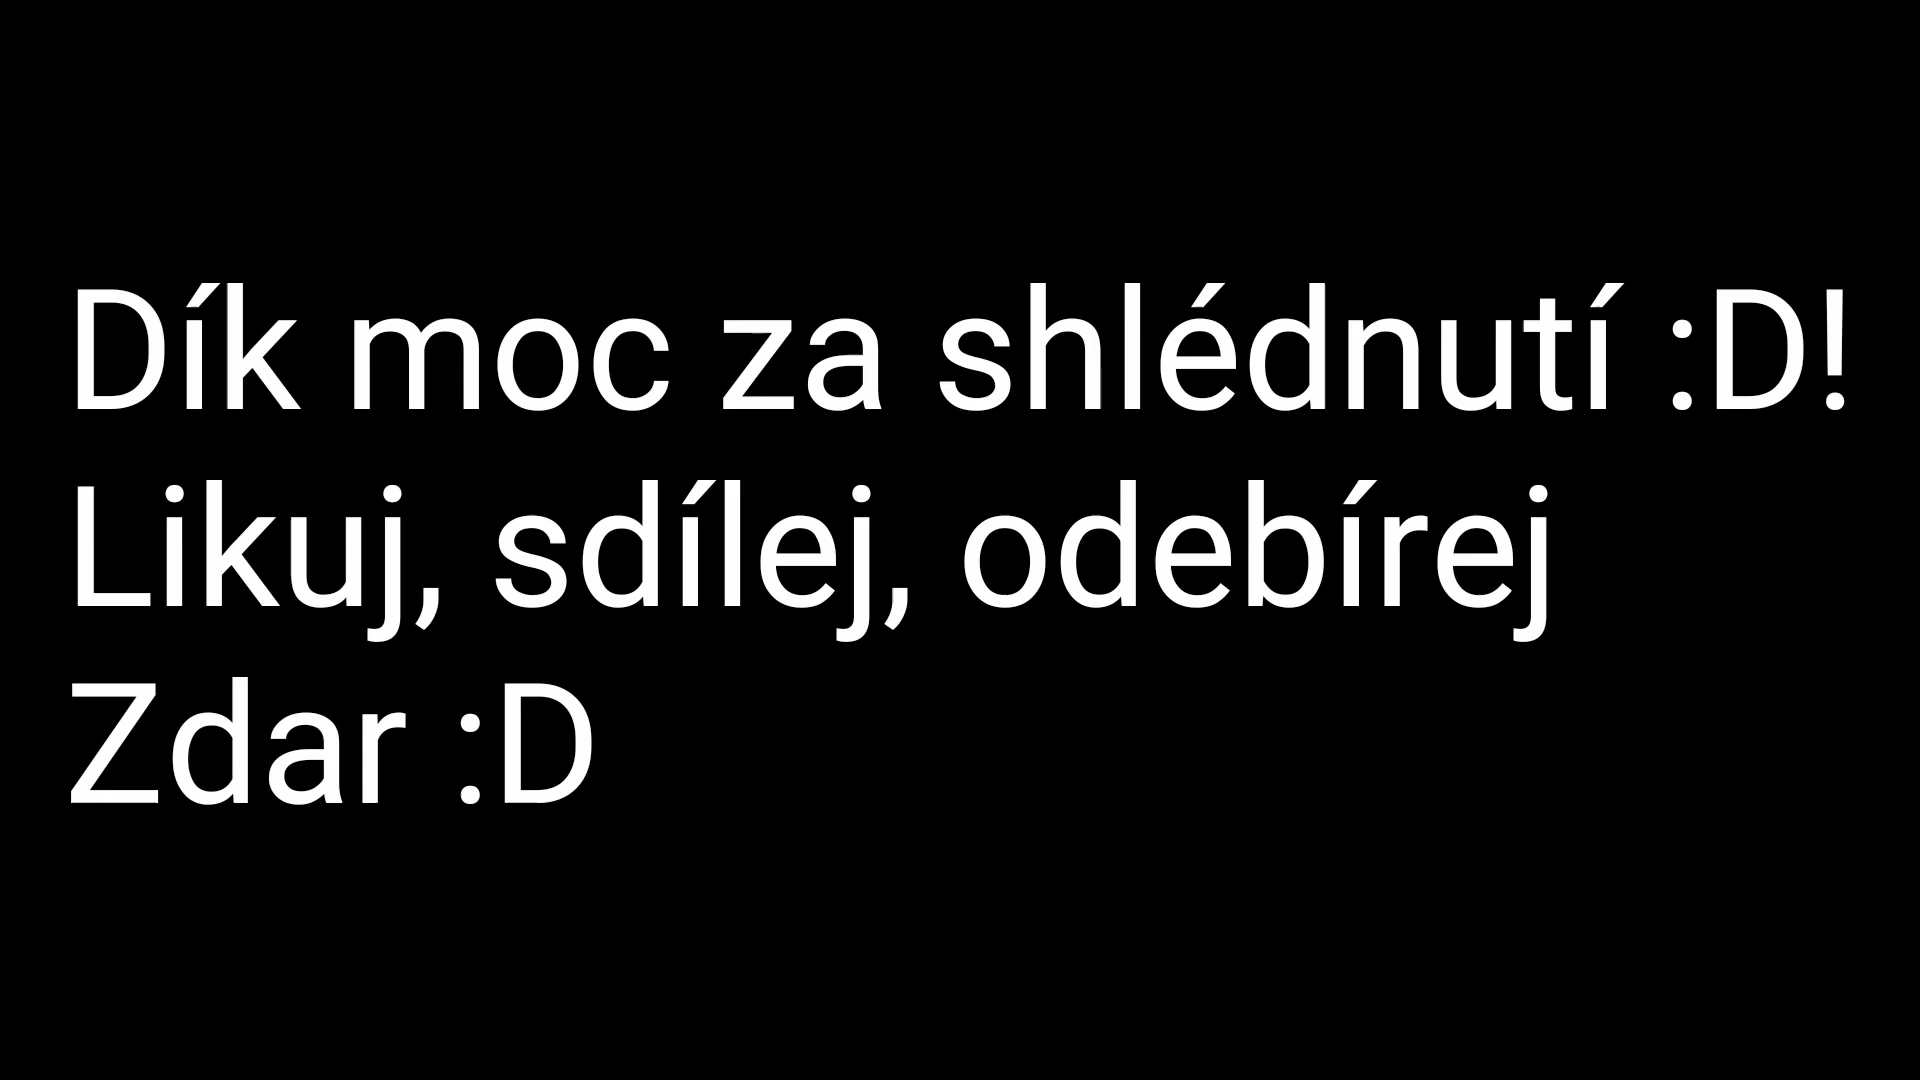 Dík moc za shlédnutí :D!
Likuj, sdílej, odebírej
Zdar :D